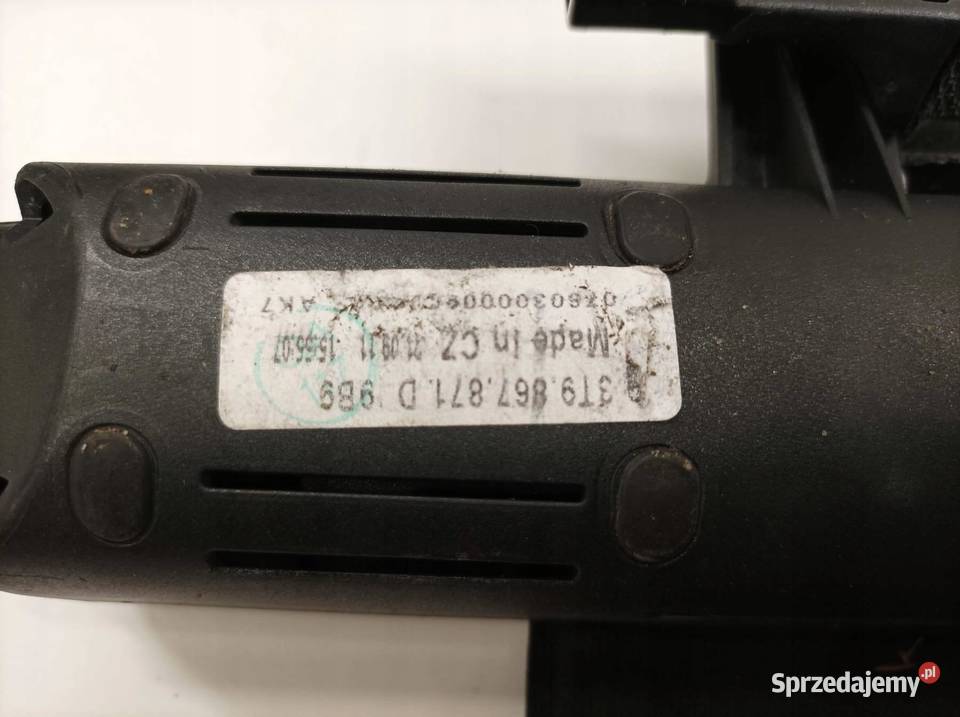 3T9.867.871.D 9B9
Made in CZ 21.09.11 15:56:07
AK7
Sprzedajemy.pl